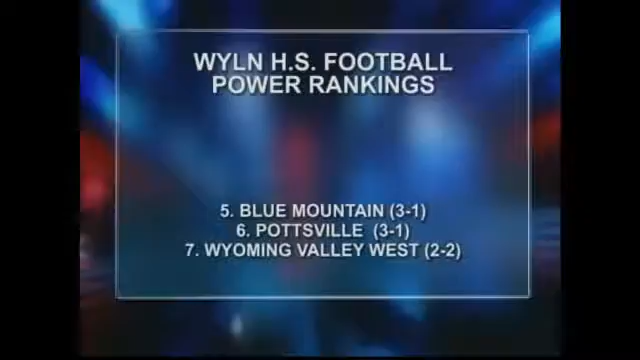 WYLN H.S. FOOTBALL
POWER RANKINGS
5. BLUE MOUNTAIN (3-1)
6. POTTSVILLE (3-1)
7. WYOMING VALLEY WEST (2-2)